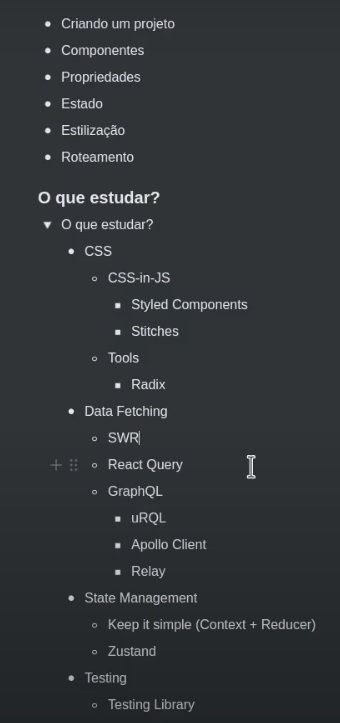 Criando um projeto
Componentes
Propriedades
Estado
Estilização
Roteamento
O que estudar?
O que estudar?
CSS
CSS-in-JS
Styled Components
Stitches
Tools
Radix
Data Fetching
SWR
React Query
GraphQL
uRQL
Apollo Client
Relay
State Management
Keep it simple (Context + Reducer)
Zustand
Testing
Testing Library